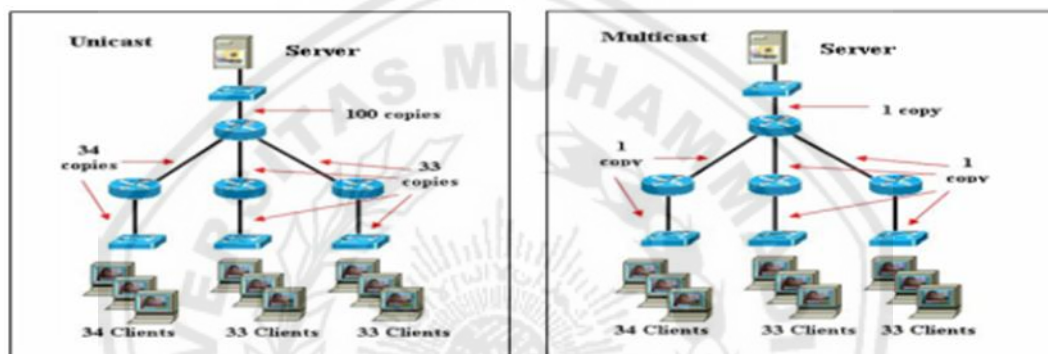 Unicast
Server
100 copies
34
copies
33
copies
34 Clients
33 Clients
33 Clients
Multicast
Server
1 copy
1
copy
1
copy
34 Clients
33 Clients
33 Clients
MUHAMM